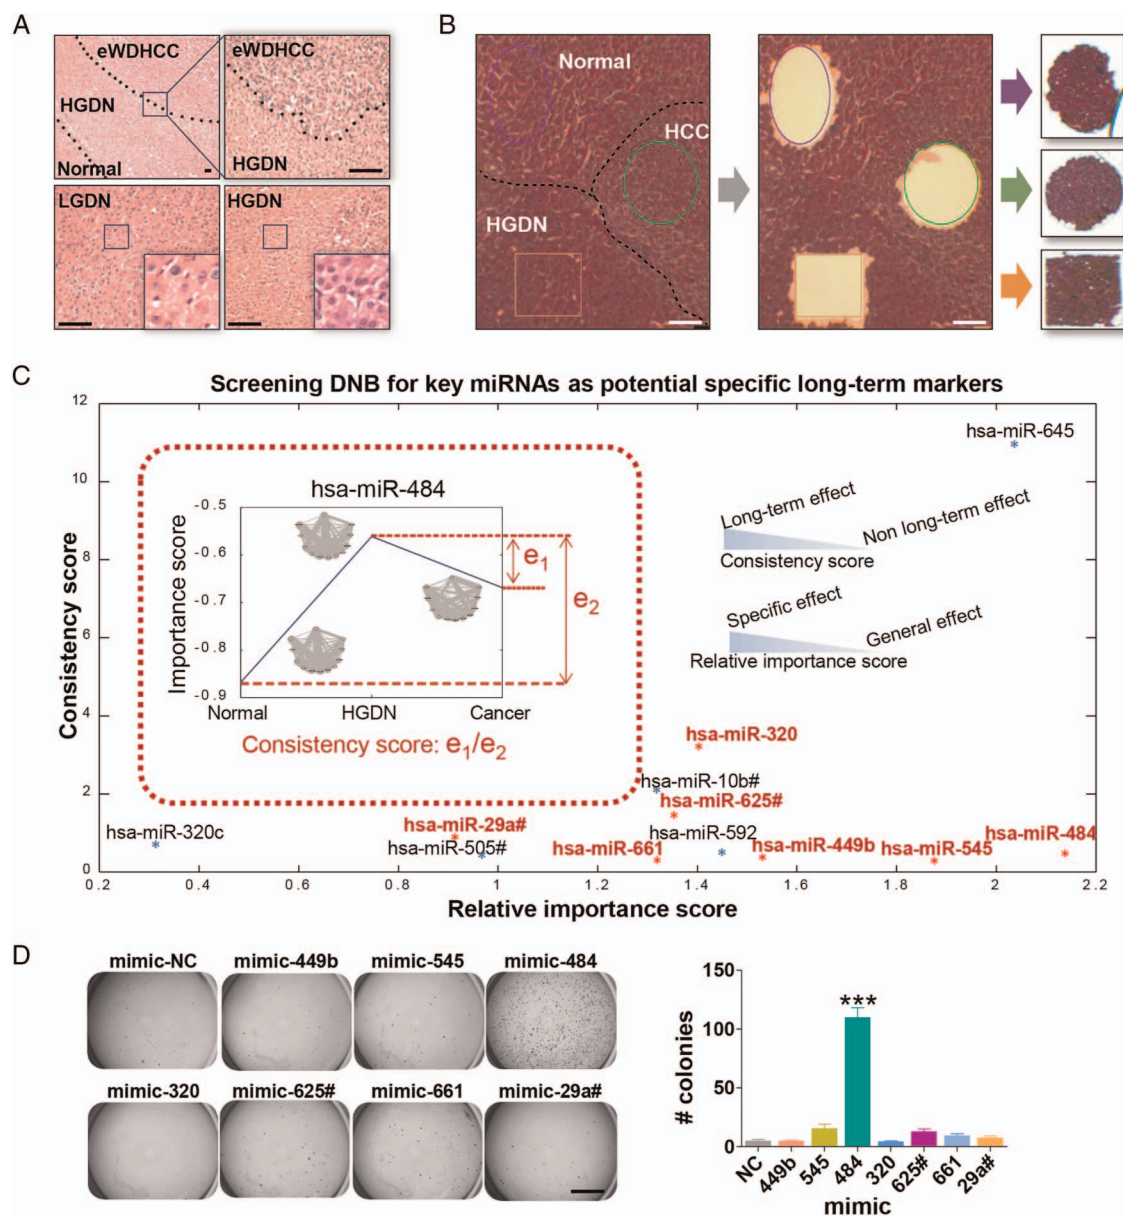 A
eWDHCC
HGDN
Normal
eWDHCC
HGDN
LGDN
HGDN
B
Normal
HCC
HGDN
C
Screening DNB for key miRNAs as potential specific long-term markers
Consistency score
12
10
8
6
4
2
0
hsa-miR-645
hsa-miR-484
Importance score
-0.5
-0.6
-0.7
-0.8
-0.9
e1
e2
Normal
HGDN
Cancer
Consistency score: e1/e2
Long-term effect
Non long-term effect
Consistency score
Specific effect
General effect
Relative importance score
hsa-miR-320
hsa-miR-10b#
hsa-miR-625#
hsa-miR-320c
hsa-miR-29a#
hsa-miR-505#
hsa-miR-592
hsa-miR-661
hsa-miR-449b
hsa-miR-545
hsa-miR-484
0.2 0.4 0.6 0.8 1 1.2 1.4 1.6 1.8 2 2.2
Relative importance score
D
mimic-NC mimic-449b mimic-545 mimic-484
mimic-320 mimic-625# mimic-661 mimic-29a#
# colonies
150
100
50
0
***
NC 449b 545 484 320 625# 661 29a#
mimic